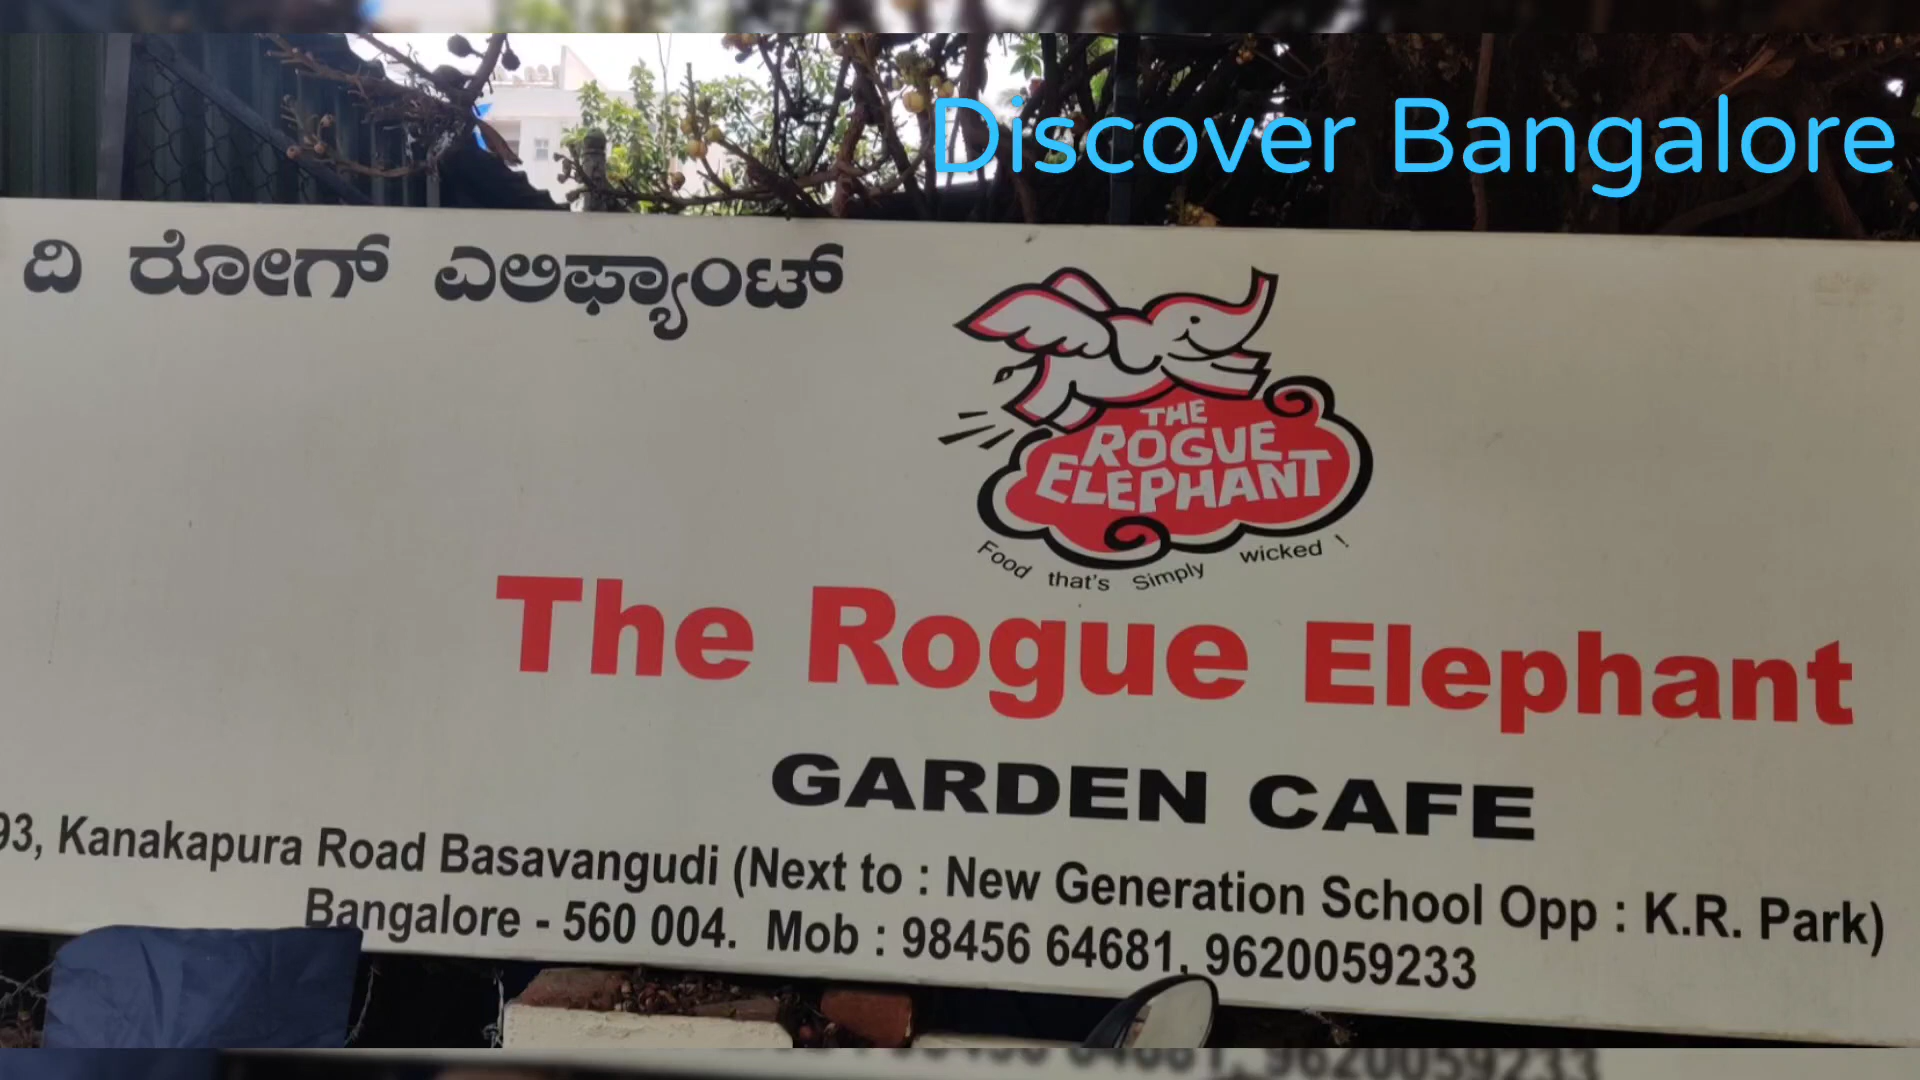 Discover Bangalore
ದಿ ರೋಗ್ ಎಲಿಫ್ಯಾಂಟ್
THE
ROGUE
ELEPHANT
Food that's Simply wicked !
The Rogue Elephant
GARDEN CAFE
93, Kanakapura Road Basavangudi (Next to : New Generation School Opp : K.R. Park)
Bangalore - 560 004. Mob : 98456 64681, 9620059233